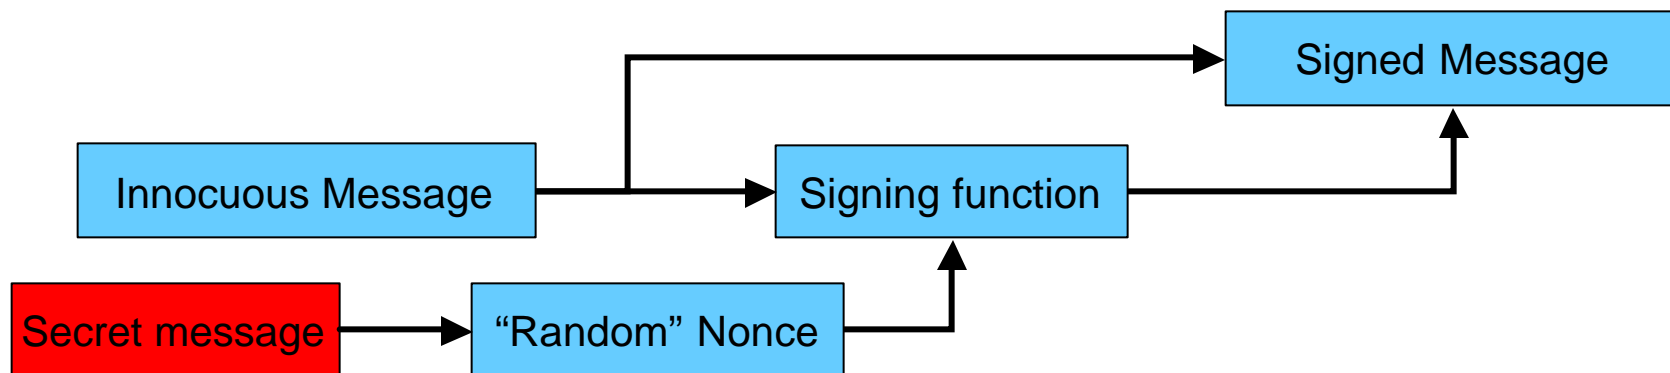 Signed Message
Innocuous Message
Signing function
Secret message
“Random” Nonce